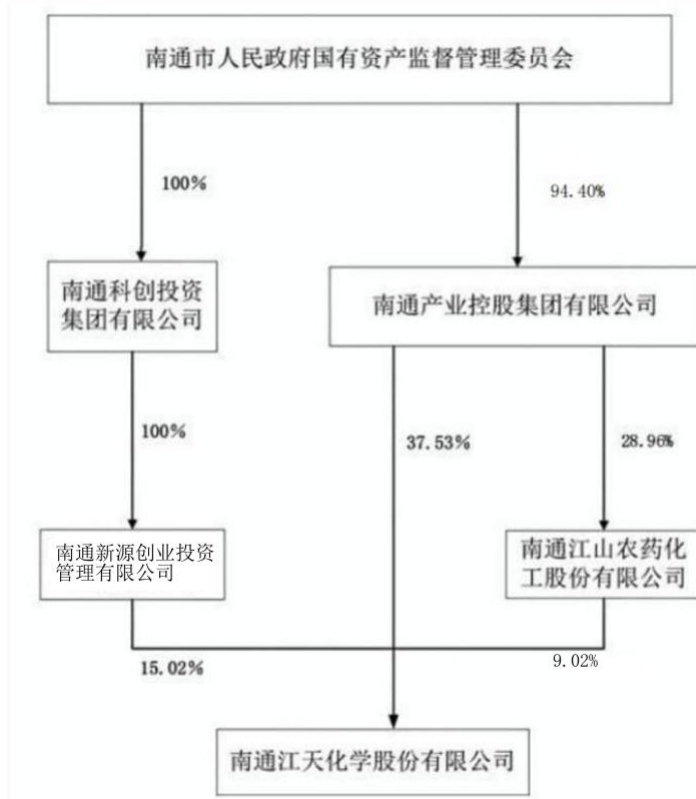 南通市人民政府国有资产监督管理委员会
100%
94.40%
南通科创投资
集团有限公司
南通产业控股集团有限公司
100%
37.53%
28.96%
南通新源创业投资
管理有限公司
南通江山农药化
工股份有限公司
15.02%
9.02%
南通江天化学股份有限公司